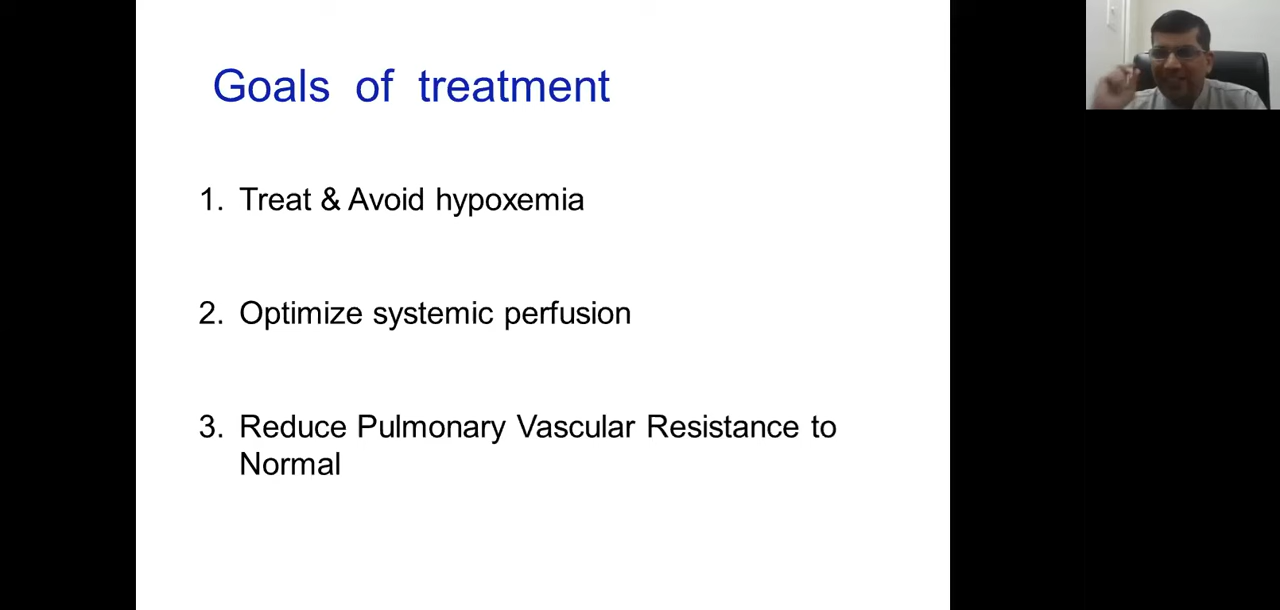 Goals of treatment
1. Treat & Avoid hypoxemia
2. Optimize systemic perfusion
3. Reduce Pulmonary Vascular Resistance to
Normal